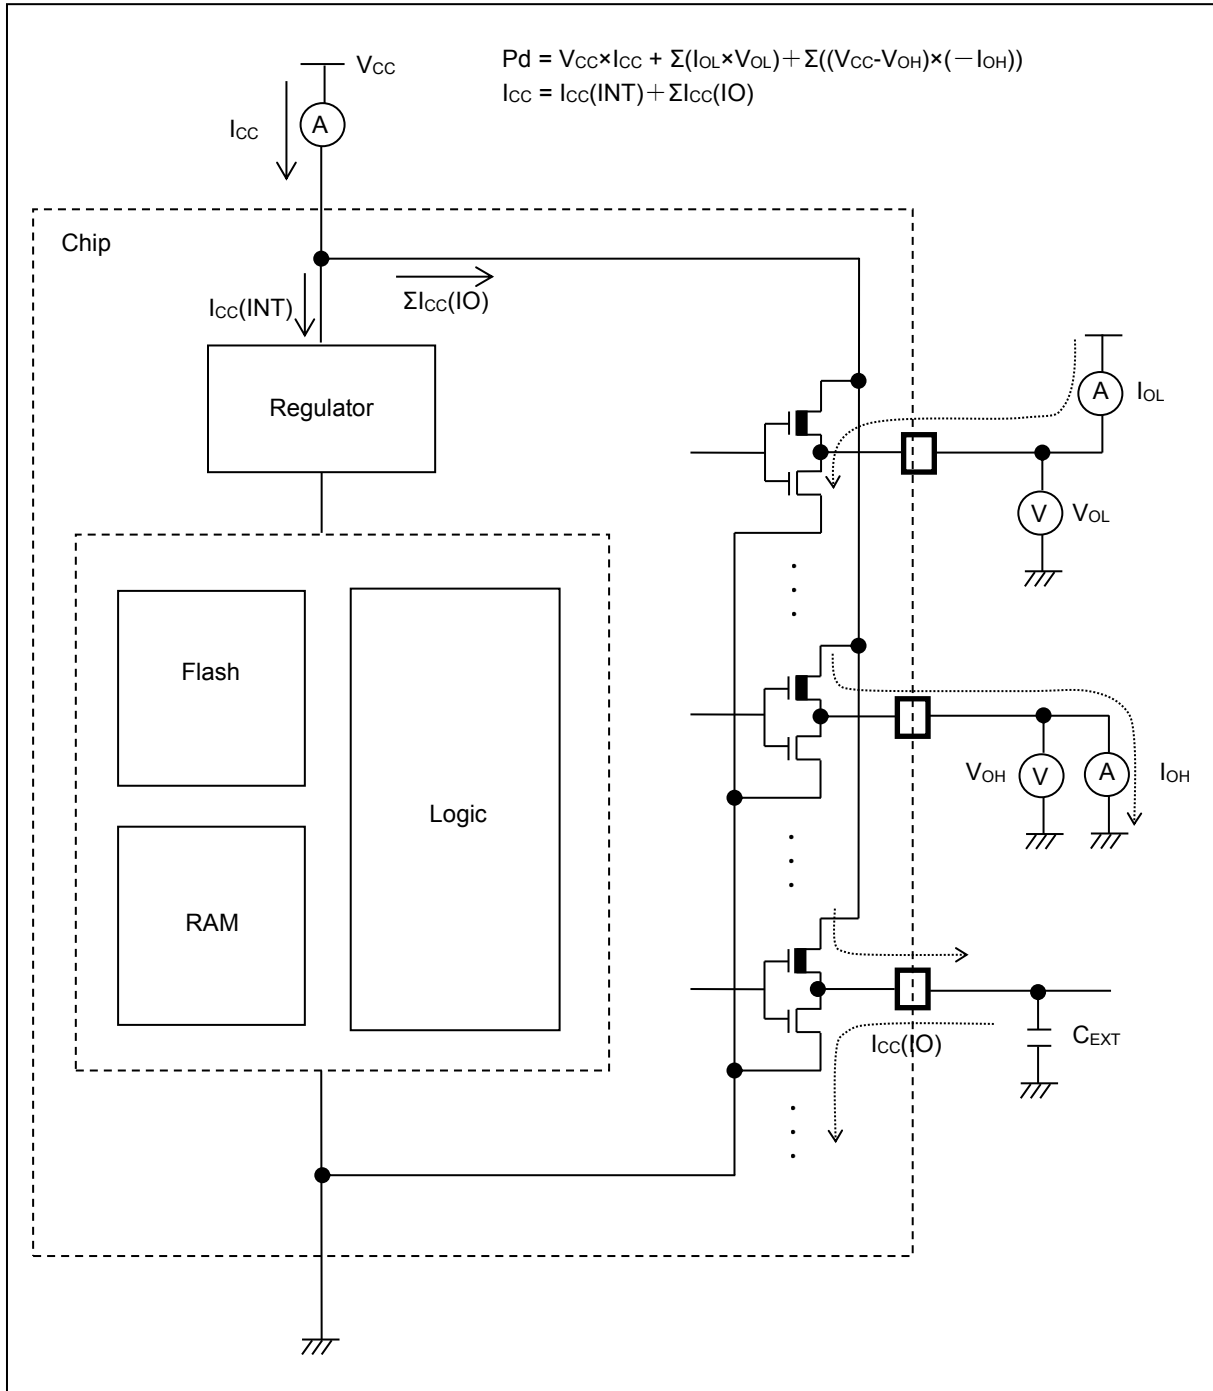 Pd = VCC×ICC + Σ(IOL×VOL)+Σ((VCC-VOH)×(-IOH))
ICC = ICC(INT)+ΣICC(IO)
VCC
A
ICC
Chip
ICC(INT)
ΣICC(IO)
Regulator
A
IOL
V
VOL
Flash
Logic
RAM
VOH
V
A
IOH
ICC(IO)
CEXT